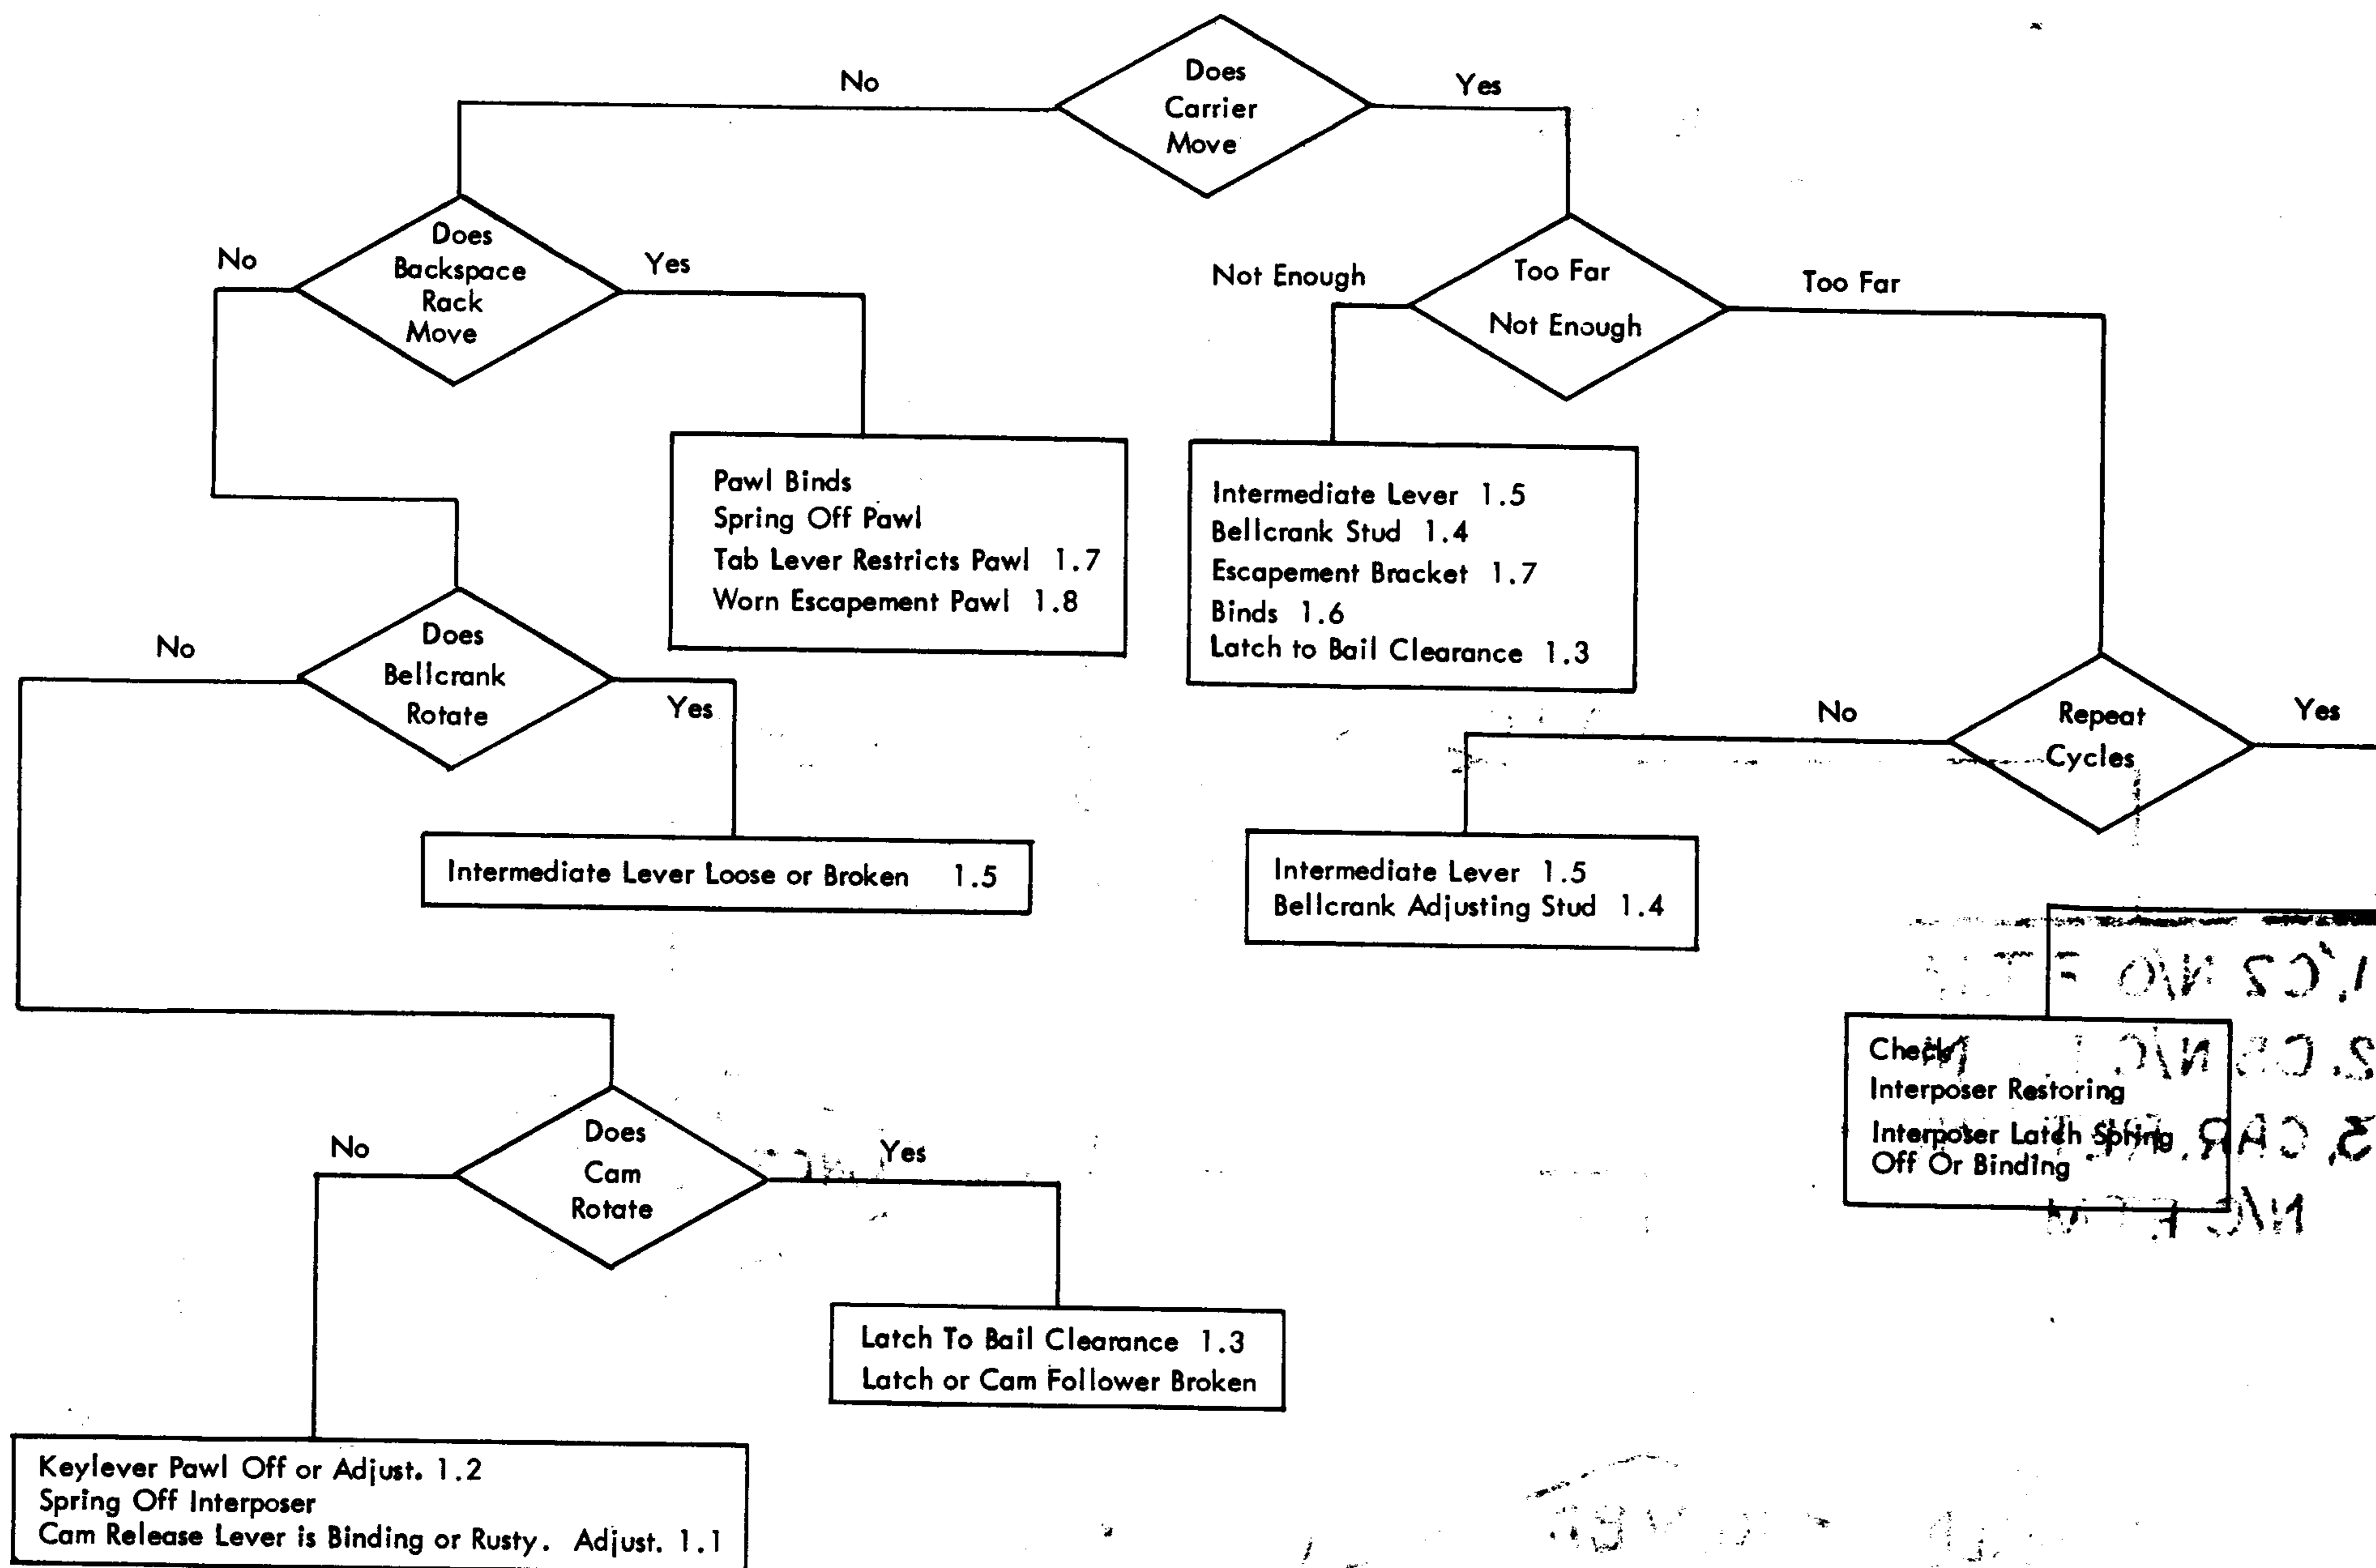 Does
Carrier
Move
No
Yes
Does
Backspace
Rack
Move
No
Yes
Too Far
Not Enough
Not Enough
Too Far
Pawl Binds
Spring Off Pawl
Tab Lever Restricts Pawl 1.7
Worn Escapement Pawl 1.8
Intermediate Lever 1.5
Bellcrank Stud 1.4
Escapement Bracket 1.7
Binds 1.6
Latch to Bail Clearance 1.3
Does
Bellcrank
Rotate
No
Yes
Repeat
Cycles
No
Yes
Intermediate Lever Loose or Broken 1.5
Intermediate Lever 1.5
Bellcrank Adjusting Stud 1.4
Check
Interposer Restoring
Interposer Latch Spring
Off Or Binding
Does
Cam
Rotate
No
Yes
Latch To Bail Clearance 1.3
Latch or Cam Follower Broken
Keylever Pawl Off or Adjust. 1.2
Spring Off Interposer
Cam Release Lever is Binding or Rusty. Adjust. 1.1